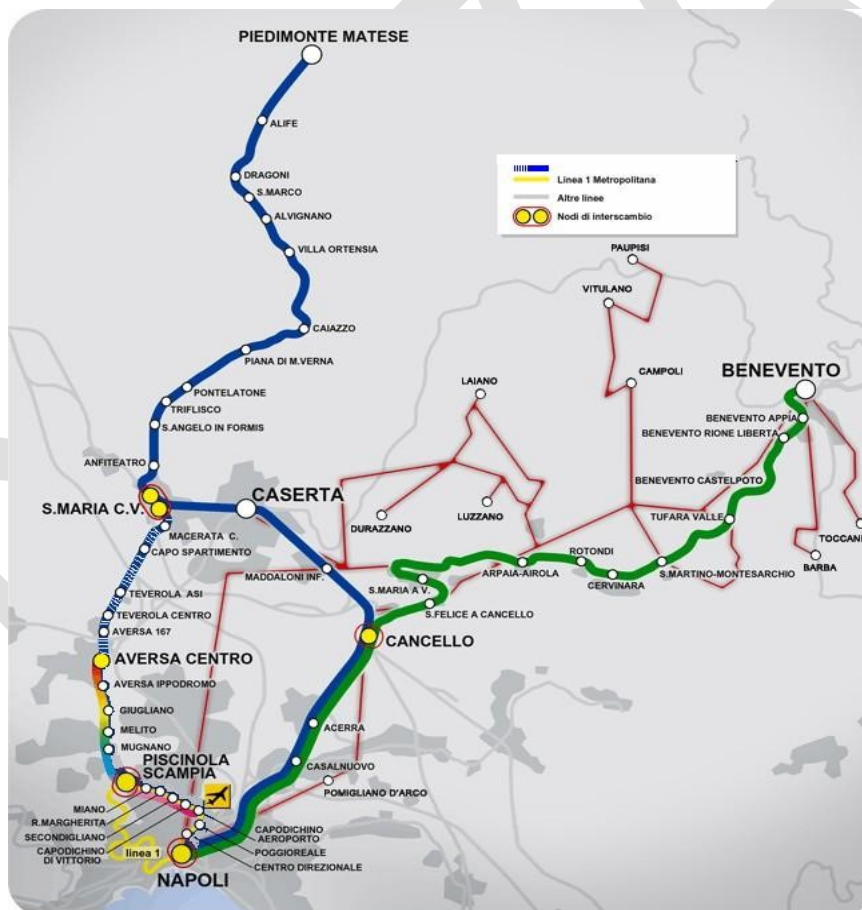 PIEDIMONTE MATESE
ALIFE
DRAGONI
S.MARCO
ALVIGNANO
VILLA ORTENSIA
CAIAZZO
PIANA DI M.VERNA
PONTELATONE
TRIFLISCO
S.ANGELO IN FORMIS
ANFITEATRO
S.MARIA C.V.
CASERTA
MACERATA C.
CAPO SPARTIMENTO
TEVEROLA ASI
TEVEROLA CENTRO
AVERSA 167
AVERSA CENTRO
AVERSA IPPODROMO
GIUGLIANO
MELITO
MUGNANO
PISCINOLA
SCAMPIA
MIANO
R.MARGHERITA
SECONDIGLIANO
CAPODICHINO
DI VITTORIO
linea 1
NAPOLI
CAPODICHINO
AEROPORTO
POGGIOREALE
CENTRO DIREZIONALE
POMIGLIANO D'ARCO
CASALNUOVO
ACERRA
CANCELLO
MADDALONI INF.
S.FELICE A CANCELLO
S.MARIA A V.
ARPAIA-AIROLA
ROTONDI
CERVINARA
S.MARTINO-MONTESARCHIO
TUFARA VALLE
BENEVENTO CASTELPOTO
BENEVENTO RIONE LIBERTA
BENEVENTO APPIA
BENEVENTO
DURAZZANO
LUZZANO
LAIANO
CAMPOLI
VITULANO
PAUPISI
BARBA
TOCCANI
Linea 1 Metropolitana
Altre linee
Nodi di interscambio